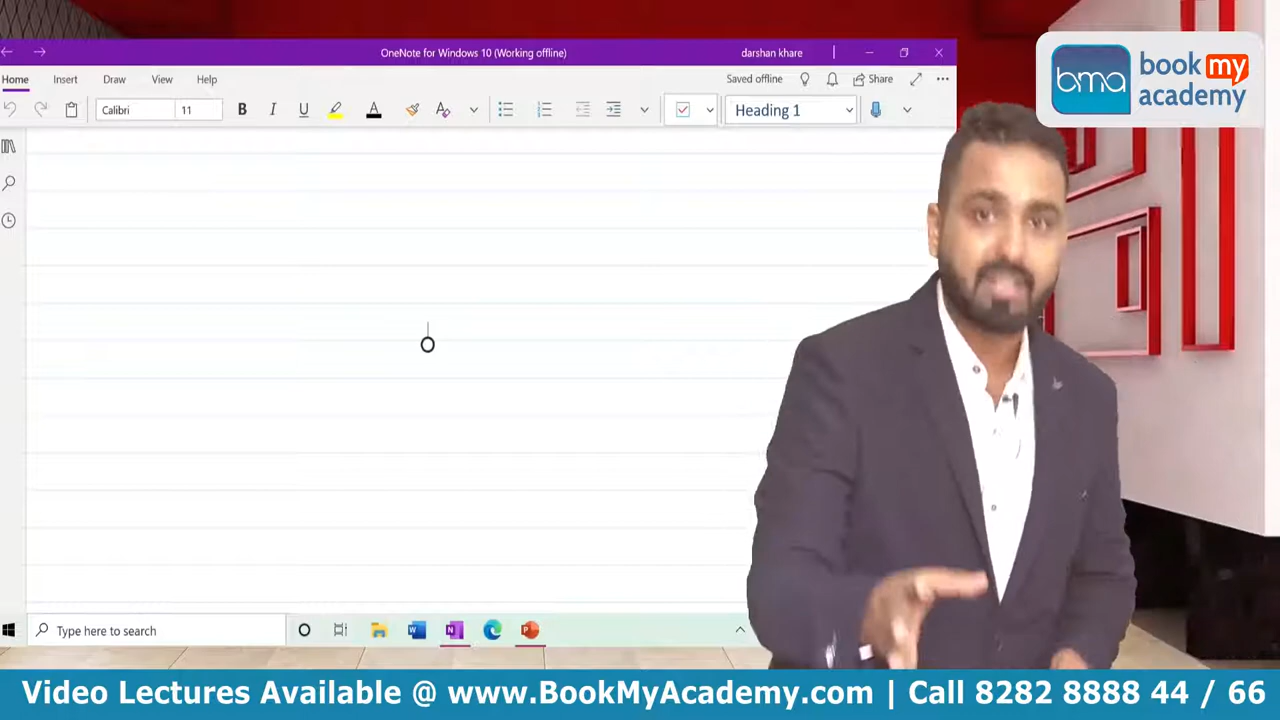 OneNote for Windows 10 (Working offline)
darshan khare
Home Insert Draw View Help
Saved offline
Share
Calibri
11
B I U
A
Heading 1
bma
book my academy
Type here to search
Video Lectures Available @ www.BookMyAcademy.com | Call 8282 8888 44 / 66